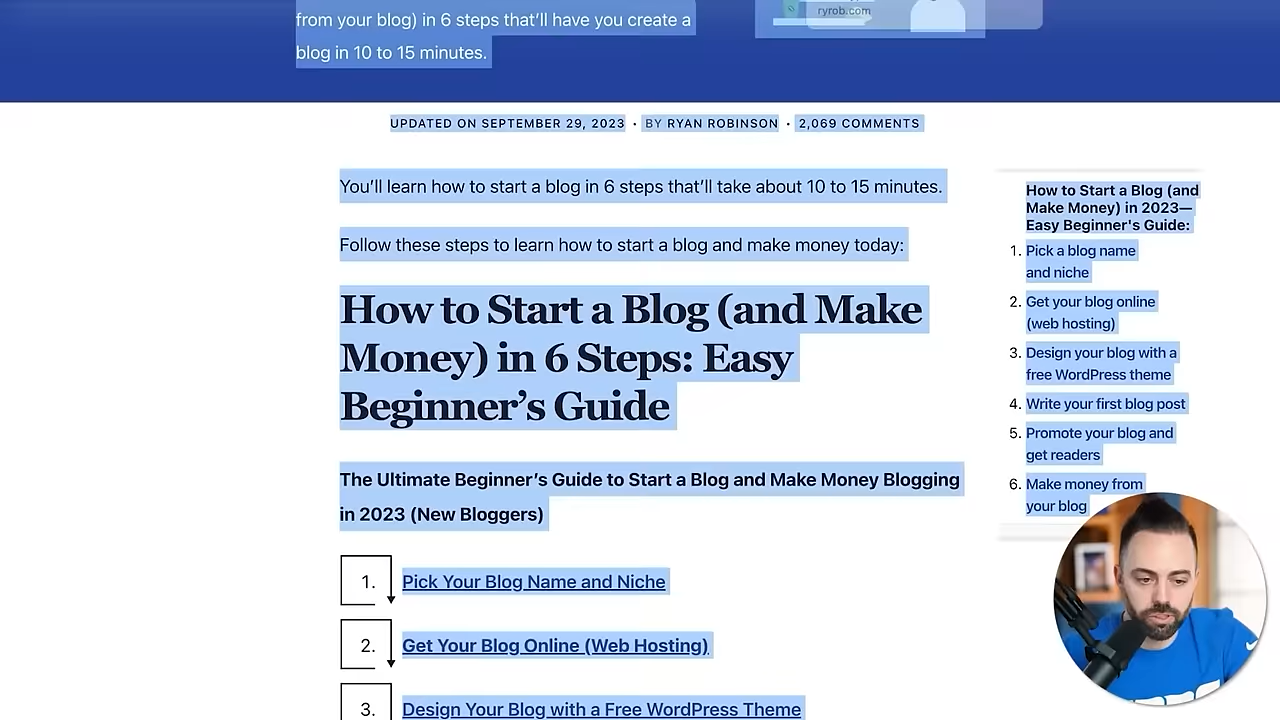 from your blog) in 6 steps that'll have you create a
blog in 10 to 15 minutes.
ryrob.com
UPDATED ON SEPTEMBER 29, 2023 · BY RYAN ROBINSON · 2,069 COMMENTS
You'll learn how to start a blog in 6 steps that'll take about 10 to 15 minutes.
Follow these steps to learn how to start a blog and make money today:
How to Start a Blog (and Make
Money) in 6 Steps: Easy
Beginner's Guide
The Ultimate Beginner's Guide to Start a Blog and Make Money Blogging
in 2023 (New Bloggers)
1. Pick Your Blog Name and Niche
2. Get Your Blog Online (Web Hosting)
3. Design Your Blog with a Free WordPress Theme
How to Start a Blog (and
Make Money) in 2023—
Easy Beginner's Guide:
1. Pick a blog name
and niche
2. Get your blog online
(web hosting)
3. Design your blog with a
free WordPress theme
4. Write your first blog post
5. Promote your blog and
get readers
6. Make money from
your blog